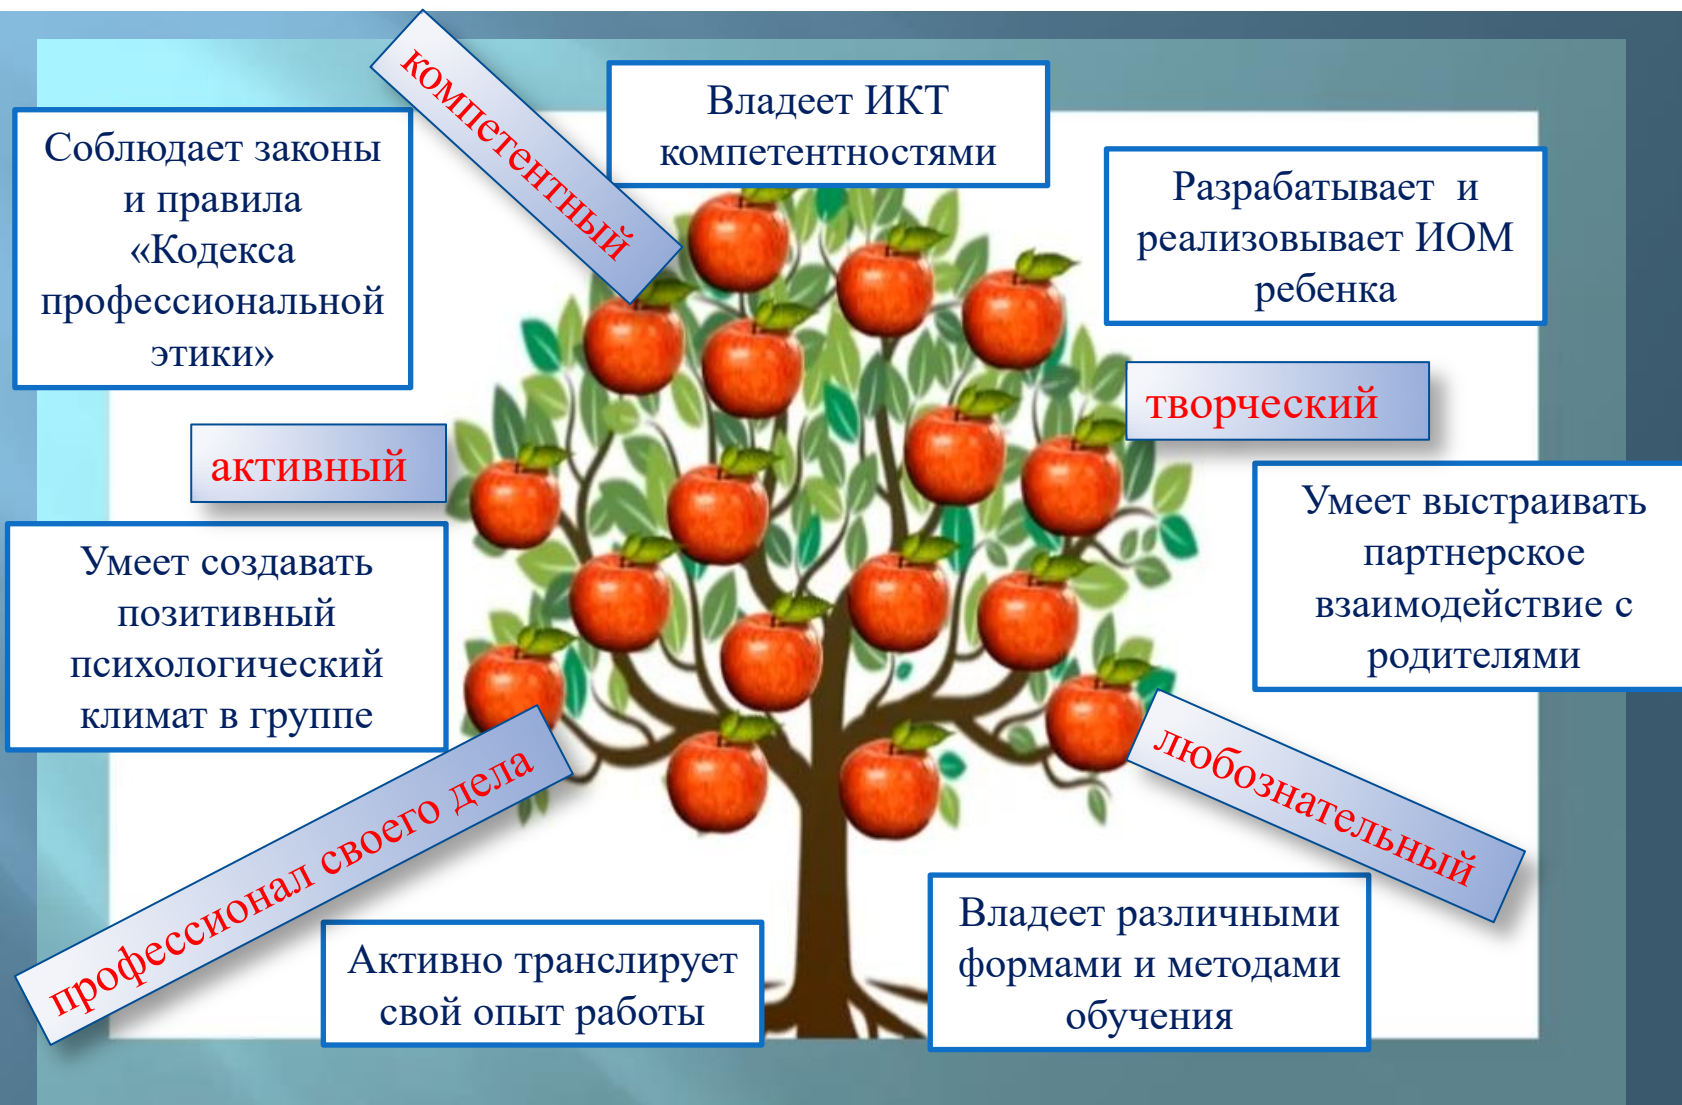 компетентный
Владеет ИКТ
компетентностями
Соблюдает законы
и правила
«Кодекса
профессиональной
этики»
Разрабатывает и
реализовывает ИОМ
ребенка
творческий
активный
Умеет выстраивать
партнерское
взаимодействие с
родителями
Умеет создавать
позитивный
психологический
климат в группе
любознательный
профессионал своего дела
Владеет различными
формами и методами
обучения
Активно транслирует
свой опыт работы